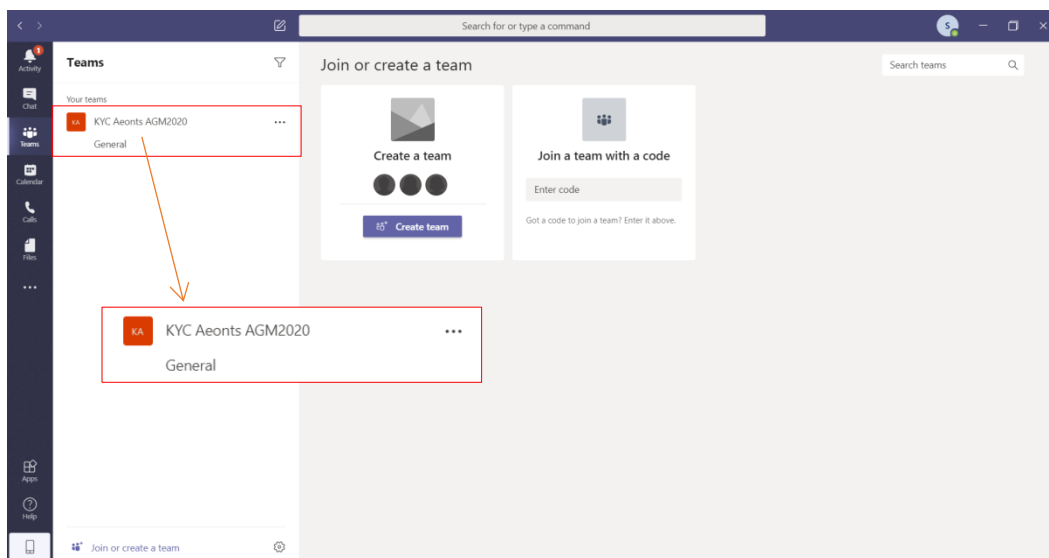 Search for or type a command
S
1
Activity
Chat
Teams
Calendar
Calls
Files
Apps
Help
Teams
Your teams
KA KYC Aeonts AGM2020
General
KA KYC Aeonts AGM2020
General
Join or create a team
Join or create a team
Search teams
Create a team
Create team
Join a team with a code
Enter code
Got a code to join a team? Enter it above.